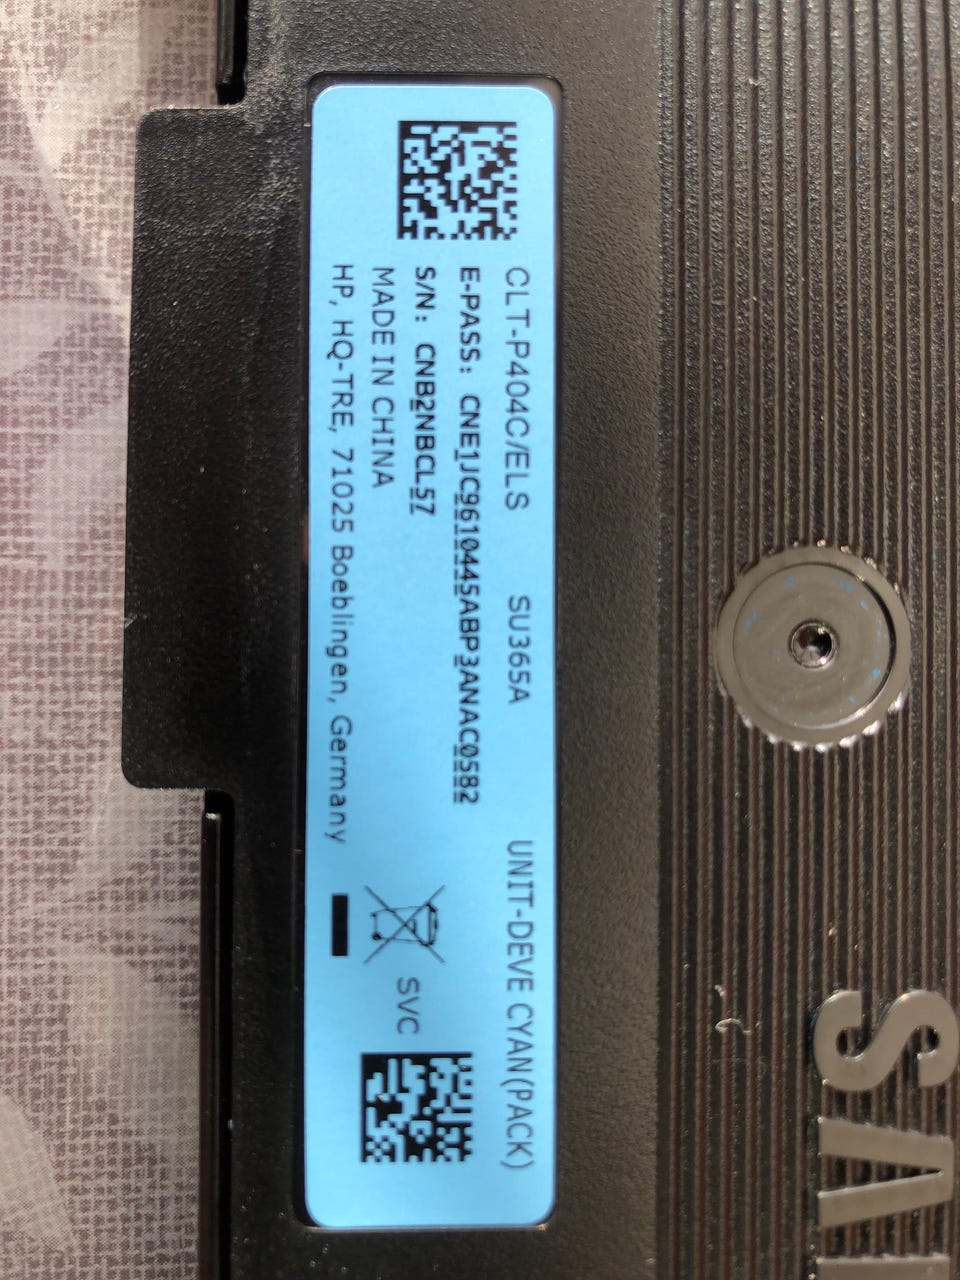 CLT-P404C/ELS SU365A UNIT-DEVE CYAN(PACK)
E-PASS: CNE1JC9610445ABP3ANAC0582
S/N: CNB2NBCL57
MADE IN CHINA
HP, HQ-TRE, 71025 Boeblingen, Germany
SVC
SA